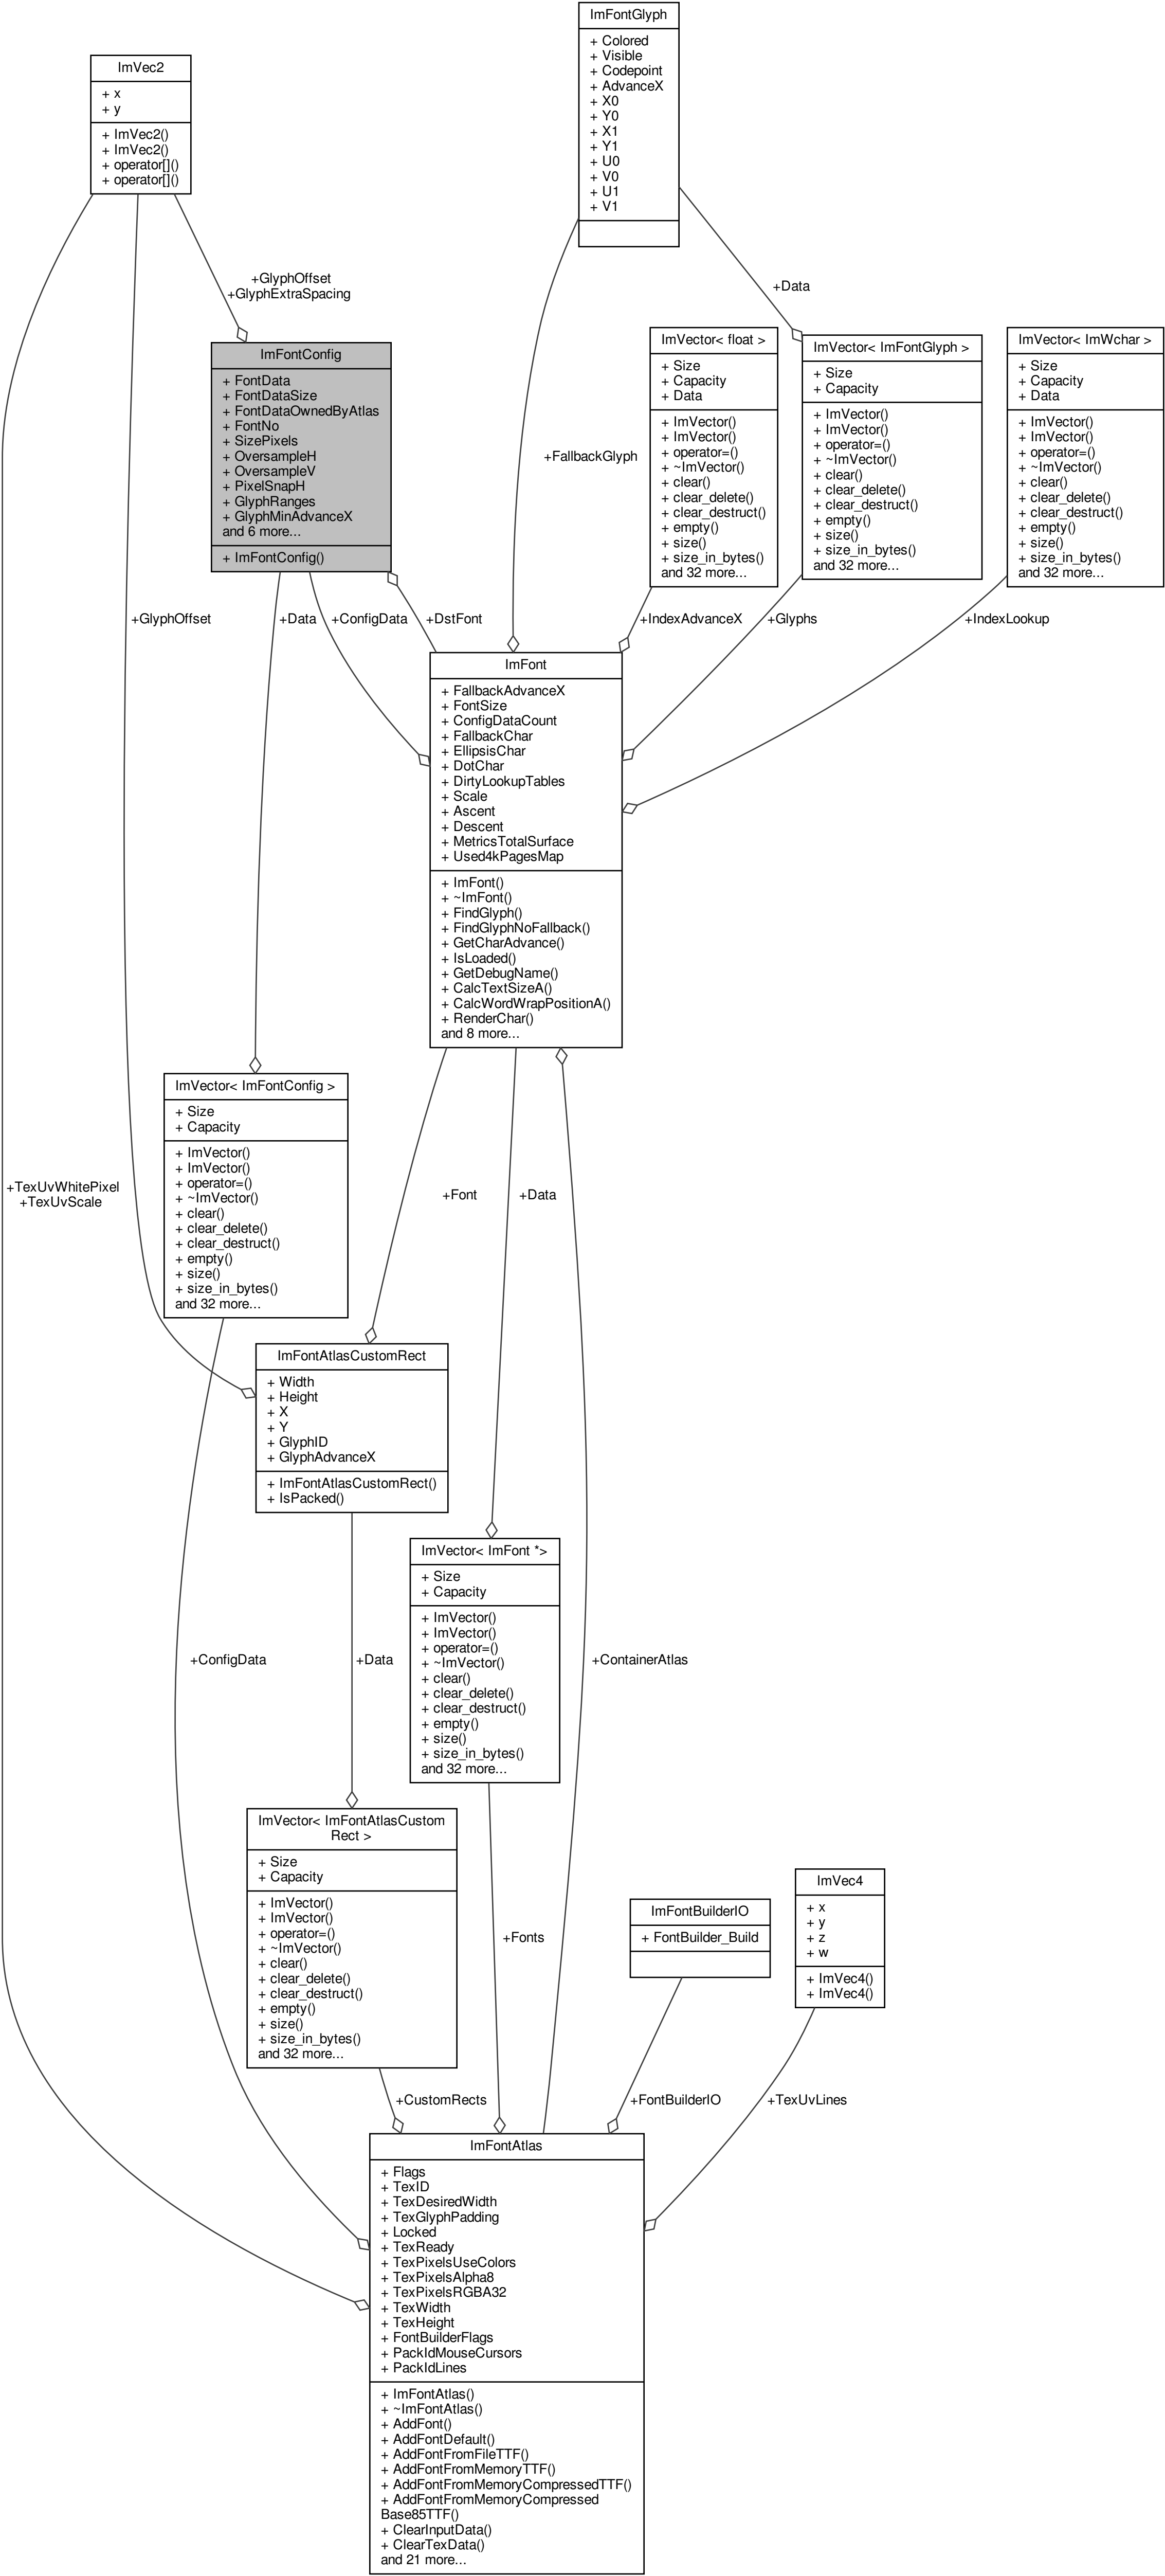 ImFontGlyph
+ Colored
+ Visible
+ Codepoint
+ AdvanceX
+ X0
+ Y0
+ X1
+ Y1
+ U0
+ V0
+ U1
+ V1
ImVec2
+ x
+ y
+ ImVec2()
+ ImVec2()
+ operator[]()
+ operator[]()
+GlyphOffset
+GlyphExtraSpacing
+Data
ImFontConfig
+ FontData
+ FontDataSize
+ FontDataOwnedByAtlas
+ FontNo
+ SizePixels
+ OversampleH
+ OversampleV
+ PixelSnapH
+ GlyphRanges
+ GlyphMinAdvanceX
and 6 more...
+ ImFontConfig()
+FallbackGlyph
ImVector< float >
+ Size
+ Capacity
+ Data
+ ImVector()
+ ImVector()
+ operator=()
+ ~ImVector()
+ clear()
+ clear_delete()
+ clear_destruct()
+ empty()
+ size()
+ size_in_bytes()
and 32 more...
ImVector< ImFontGlyph >
+ Size
+ Capacity
+ ImVector()
+ ImVector()
+ operator=()
+ ~ImVector()
+ clear()
+ clear_delete()
+ clear_destruct()
+ empty()
+ size()
+ size_in_bytes()
and 32 more...
ImVector< ImWchar >
+ Size
+ Capacity
+ Data
+ ImVector()
+ ImVector()
+ operator=()
+ ~ImVector()
+ clear()
+ clear_delete()
+ clear_destruct()
+ empty()
+ size()
+ size_in_bytes()
and 32 more...
+GlyphOffset
+Data
+ConfigData
+DstFont
+IndexAdvanceX
+Glyphs
+IndexLookup
ImFont
+ FallbackAdvanceX
+ FontSize
+ ConfigDataCount
+ FallbackChar
+ EllipsisChar
+ DotChar
+ DirtyLookupTables
+ Scale
+ Ascent
+ Descent
+ MetricsTotalSurface
+ Used4kPagesMap
+ ImFont()
+ ~ImFont()
+ FindGlyph()
+ FindGlyphNoFallback()
+ GetCharAdvance()
+ IsLoaded()
+ GetDebugName()
+ CalcTextSizeA()
+ CalcWordWrapPositionA()
+ RenderChar()
and 8 more...
ImVector< ImFontConfig >
+ Size
+ Capacity
+ ImVector()
+ ImVector()
+ operator=()
+ ~ImVector()
+ clear()
+ clear_delete()
+ clear_destruct()
+ empty()
+ size()
+ size_in_bytes()
and 32 more...
+TexUvWhitePixel
+TexUvScale
+Font
+Data
ImFontAtlasCustomRect
+ Width
+ Height
+ X
+ Y
+ GlyphID
+ GlyphAdvanceX
+ ImFontAtlasCustomRect()
+ IsPacked()
ImVector< ImFont *>
+ Size
+ Capacity
+ ImVector()
+ ImVector()
+ operator=()
+ ~ImVector()
+ clear()
+ clear_delete()
+ clear_destruct()
+ empty()
+ size()
+ size_in_bytes()
and 32 more...
+ConfigData
+Data
+ContainerAtlas
ImVector< ImFontAtlasCustom
Rect >
+ Size
+ Capacity
+ ImVector()
+ ImVector()
+ operator=()
+ ~ImVector()
+ clear()
+ clear_delete()
+ clear_destruct()
+ empty()
+ size()
+ size_in_bytes()
and 32 more...
+Fonts
ImFontBuilderIO
+ FontBuilder_Build
ImVec4
+ x
+ y
+ z
+ w
+ ImVec4()
+ ImVec4()
+CustomRects
+FontBuilderIO
+TexUvLines
ImFontAtlas
+ Flags
+ TexID
+ TexDesiredWidth
+ TexGlyphPadding
+ Locked
+ TexReady
+ TexPixelsUseColors
+ TexPixelsAlpha8
+ TexPixelsRGBA32
+ TexWidth
+ TexHeight
+ FontBuilderFlags
+ PackIdMouseCursors
+ PackIdLines
+ ImFontAtlas()
+ ~ImFontAtlas()
+ AddFont()
+ AddFontDefault()
+ AddFontFromFileTTF()
+ AddFontFromMemoryTTF()
+ AddFontFromMemoryCompressedTTF()
+ AddFontFromMemoryCompressed
Base85TTF()
+ ClearInputData()
+ ClearTexData()
and 21 more...